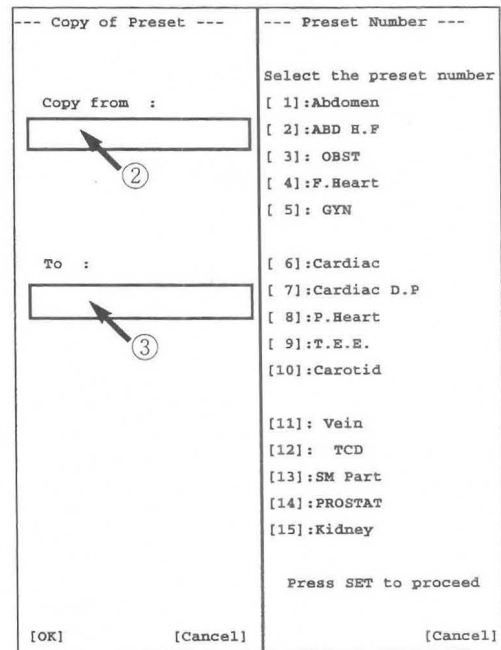 --- Copy of Preset ---
Copy from :
②
To :
③
[OK] [Cancel]
--- Preset Number ---
Select the preset number
[ 1]:Abdomen
[ 2]:ABD H.F
[ 3]: OBST
[ 4]:F.Heart
[ 5]: GYN
[ 6]:Cardiac
[ 7]:Cardiac D.P
[ 8]:P.Heart
[ 9]:T.E.E.
[10]:Carotid
[11]: Vein
[12]: TCD
[13]:SM Part
[14]:PROSTAT
[15]:Kidney
Press SET to proceed
[Cancel]